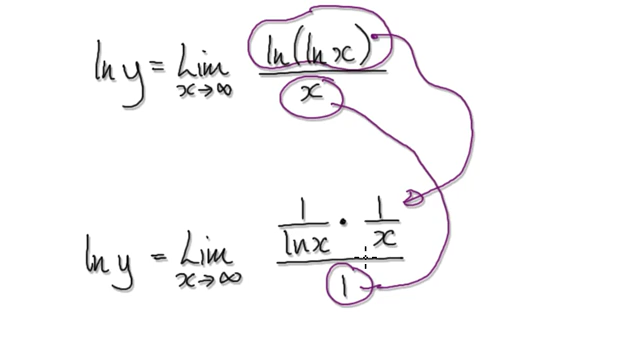 ln y = Lim x→∞ ln(ln x) / x
ln y = Lim x→∞ 1/ln x · 1/x / 1